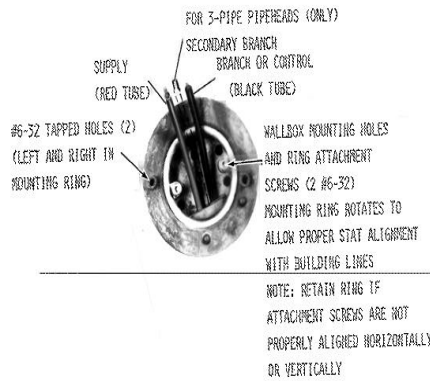 FOR 3-PIPE PIPEHEADS (ONLY)
SECONDARY BRANCH
BRANCH OR CONTROL
(BLACK TUBE)
SUPPLY
(RED TUBE)
#6-32 TAPPED HOLES (2)
(LEFT AND RIGHT IN
MOUNTING RING)
WALLBOX MOUNTING HOLES
AND RING ATTACHMENT
SCREWS (2 #6-32)
MOUNTING RING ROTATES TO
ALLOW PROPER STAT ALIGNMENT
WITH BUILDING LINES
NOTE: RETAIN RING IF
ATTACHMENT SCREWS ARE NOT
PROPERLY ALIGNED HORIZONTALLY
OR VERTICALLY